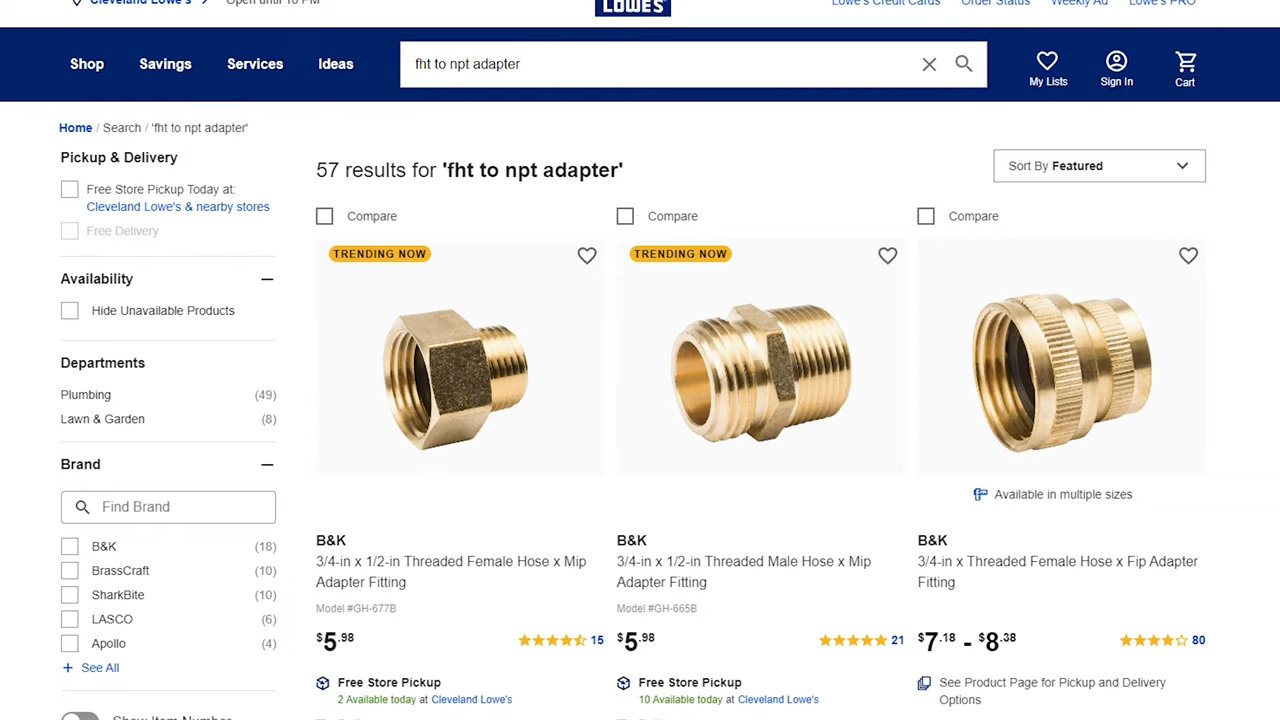 Cleveland Lowe's
Open until 10 PM
LOWE'S
Lowe's Credit Cards
Order Status
Weekly Ad
Lowe's PRO
Shop
Savings
Services
Ideas
fht to npt adapter
My Lists
Sign In
Cart
Home / Search / 'fht to npt adapter'
Pickup & Delivery
Free Store Pickup Today at:
Cleveland Lowe's & nearby stores
Free Delivery
Availability
Hide Unavailable Products
Departments
Plumbing (49)
Lawn & Garden (8)
Brand
Find Brand
B&K (18)
BrassCraft (10)
SharkBite (10)
LASCO (6)
Apollo (4)
+ See All
Show Item Number
57 results for 'fht to npt adapter'
Sort By Featured
Compare
TRENDING NOW
B&K
3/4-in x 1/2-in Threaded Female Hose x Mip
Adapter Fitting
Model #GH-677B
$5.98
15
Free Store Pickup
2 Available today at Cleveland Lowe's
Compare
TRENDING NOW
B&K
3/4-in x 1/2-in Threaded Male Hose x Mip
Adapter Fitting
Model #GH-665B
$5.98
21
Free Store Pickup
10 Available today at Cleveland Lowe's
Compare
Available in multiple sizes
B&K
3/4-in x Threaded Female Hose x Fip Adapter
Fitting
$7.18 - $8.38
80
See Product Page for Pickup and Delivery
Options